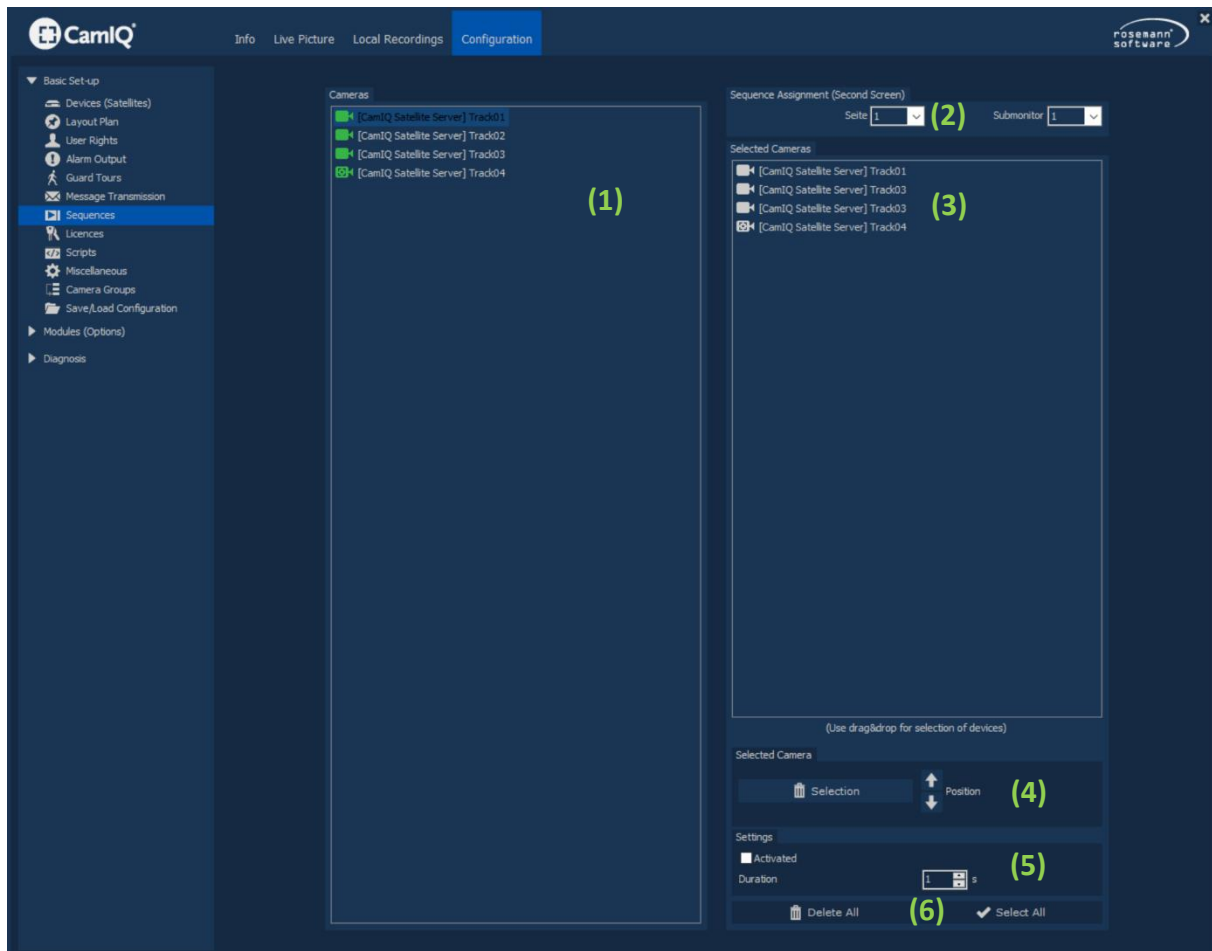 CamIQ®
Info Live Picture Local Recordings Configuration
rosemann
software
Basic Set-up
Devices (Satellites)
Layout Plan
User Rights
Alarm Output
Guard Tours
Message Transmission
Sequences
Licences
Scripts
Miscellaneous
Camera Groups
Save/Load Configuration
Modules (Options)
Diagnosis
Cameras
[CamIQ Satellite Server] Track01
[CamIQ Satellite Server] Track02
[CamIQ Satellite Server] Track03
[CamIQ Satellite Server] Track04
(1)
Sequence Assignment (Second Screen)
Seite 1 (2) Submonitor 1
Selected Cameras
[CamIQ Satellite Server] Track01
[CamIQ Satellite Server] Track03
[CamIQ Satellite Server] Track03
[CamIQ Satellite Server] Track04
(3)
(Use drag&drop for selection of devices)
Selected Camera
Selection Position (4)
Settings
Activated
Duration 1 s (5)
Delete All (6) Select All